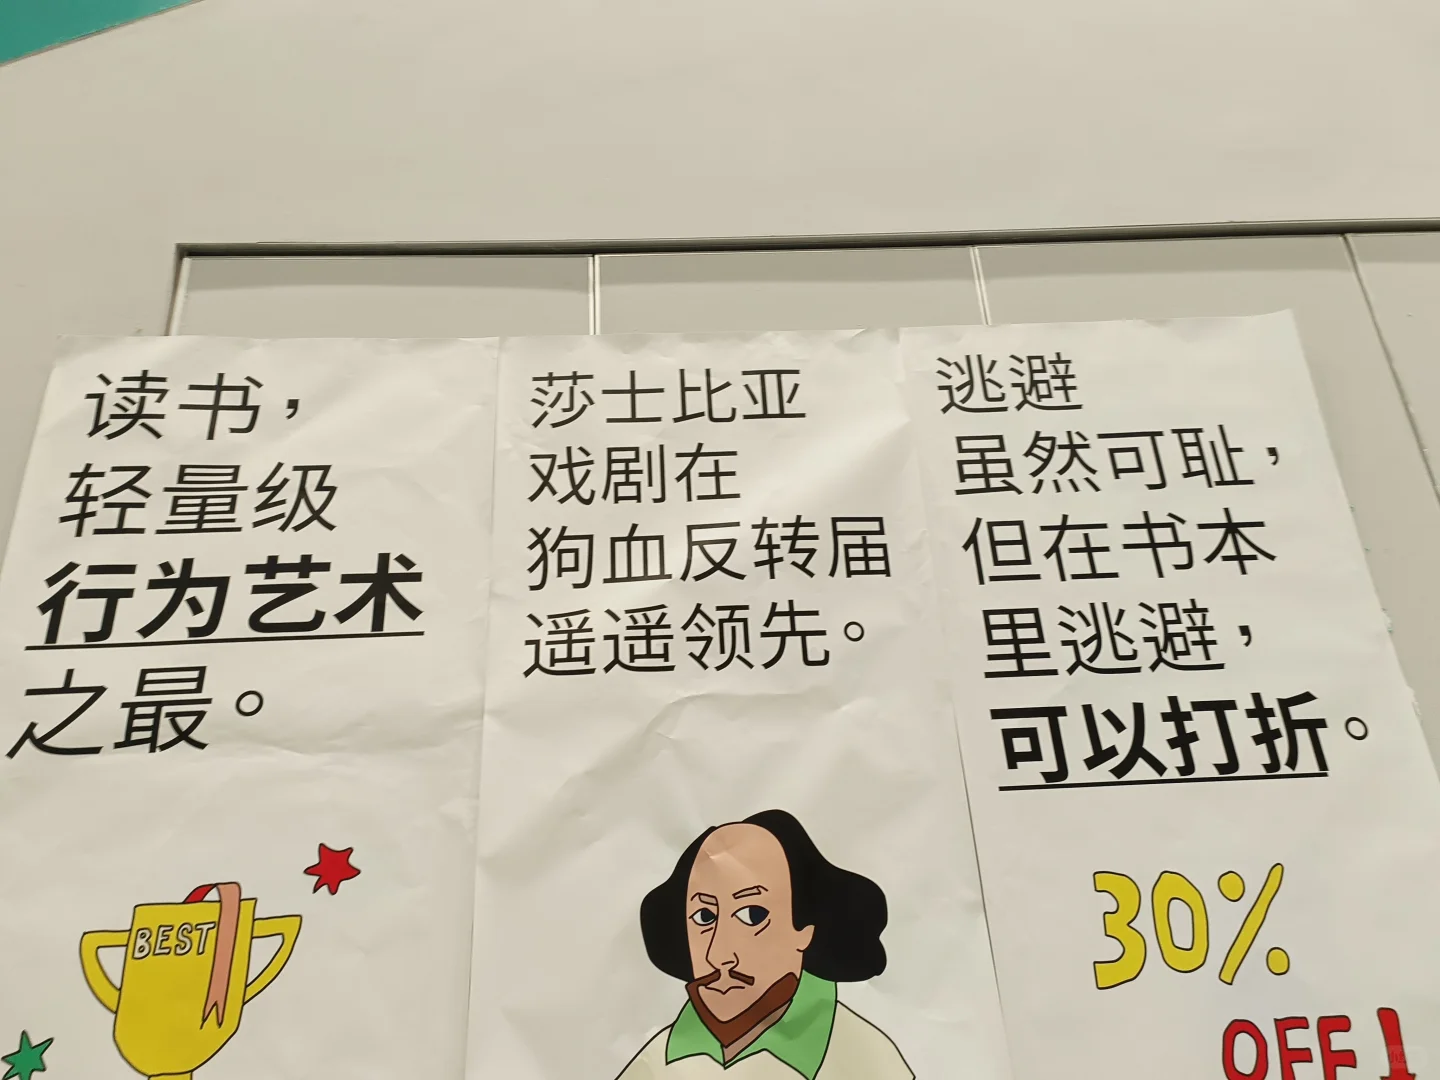 读书，
轻量级
行为艺术
之最。
BEST
莎士比亚
戏剧在
狗血反转届
遥遥领先。
逃避
虽然可耻，
但在书本
里逃避，
可以打折。
30%
OFF!